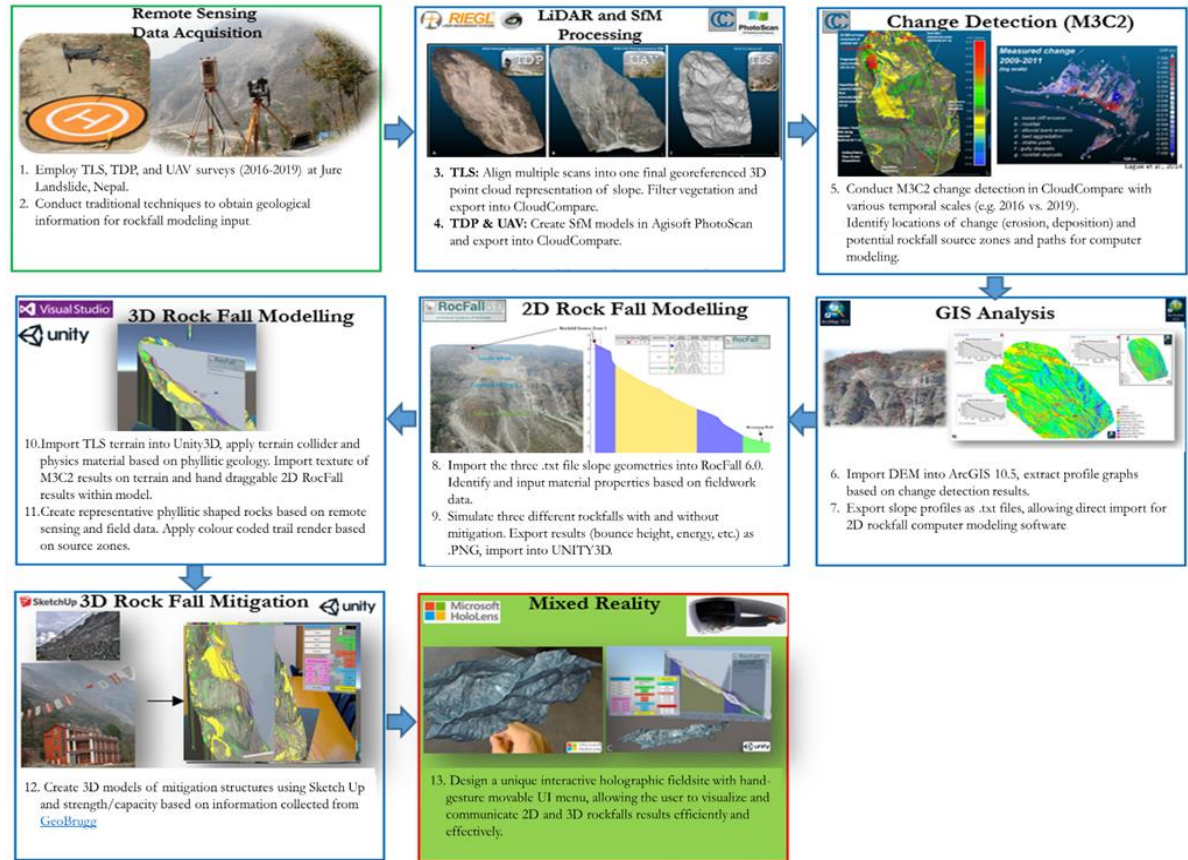 Remote Sensing
Data Acquisition
H
1. Employ TLS, TDP, and UAV surveys (2016-2019) at Jure
Landslide, Nepal.
2. Conduct traditional techniques to obtain geological
information for rockfall modeling input
RIEGL
LiDAR and SfM
Processing
CC
PhotoScan
TDP
UAV
TLS
3. TLS: Align multiple scans into one final georeferenced 3D
point cloud representation of slope. Filter vegetation and
export into CloudCompare.
4. TDP & UAV: Create SfM models in Agisoft PhotoScan
and export into CloudCompare.
CC
Change Detection (M3C2)
Measured change
2009-2011
(log scale)
Lague et al., 2014
5. Conduct M3C2 change detection in CloudCompare with
various temporal scales (e.g. 2016 vs. 2019).
Identify locations of change (erosion, deposition) and
potential rockfall source zones and paths for computer
modeling.
Visual Studio
unity
3D Rock Fall Modelling
RocFall
10.Import TLS terrain into Unity3D, apply terrain collider and
physics material based on phyllitic geology. Import texture of
M3C2 results on terrain and hand draggable 2D RocFall
results within model.
11.Create representative phyllitic shaped rocks based on remote
sensing and field data. Apply colour coded trail render based
on source zones.
RocFall 6.0
2D Rock Fall Modelling
Rockfall Source Zone 1
RocFall
8. Import the three .txt file slope geometries into RocFall 6.0.
Identify and input material properties based on fieldwork
data.
9. Simulate three different rockfalls with and without
mitigation. Export results (bounce height, energy, etc.) as
.PNG, import into UNITY3D.
GIS Analysis
6. Import DEM into ArcGIS 10.5, extract profile graphs
based on change detection results.
7. Export slope profiles as .txt files, allowing direct import for
2D rockfall computer modeling software
SketchUp
3D Rock Fall Mitigation
unity
12. Create 3D models of mitigation structures using Sketch Up
and strength/capacity based on information collected from
GeoBrugg
Microsoft
HoloLens
Mixed Reality
RocFall
unity
13. Design a unique interactive holographic fieldsite with hand-
gesture movable UI menu, allowing the user to visualize and
communicate 2D and 3D rockfalls results efficiently and
effectively.